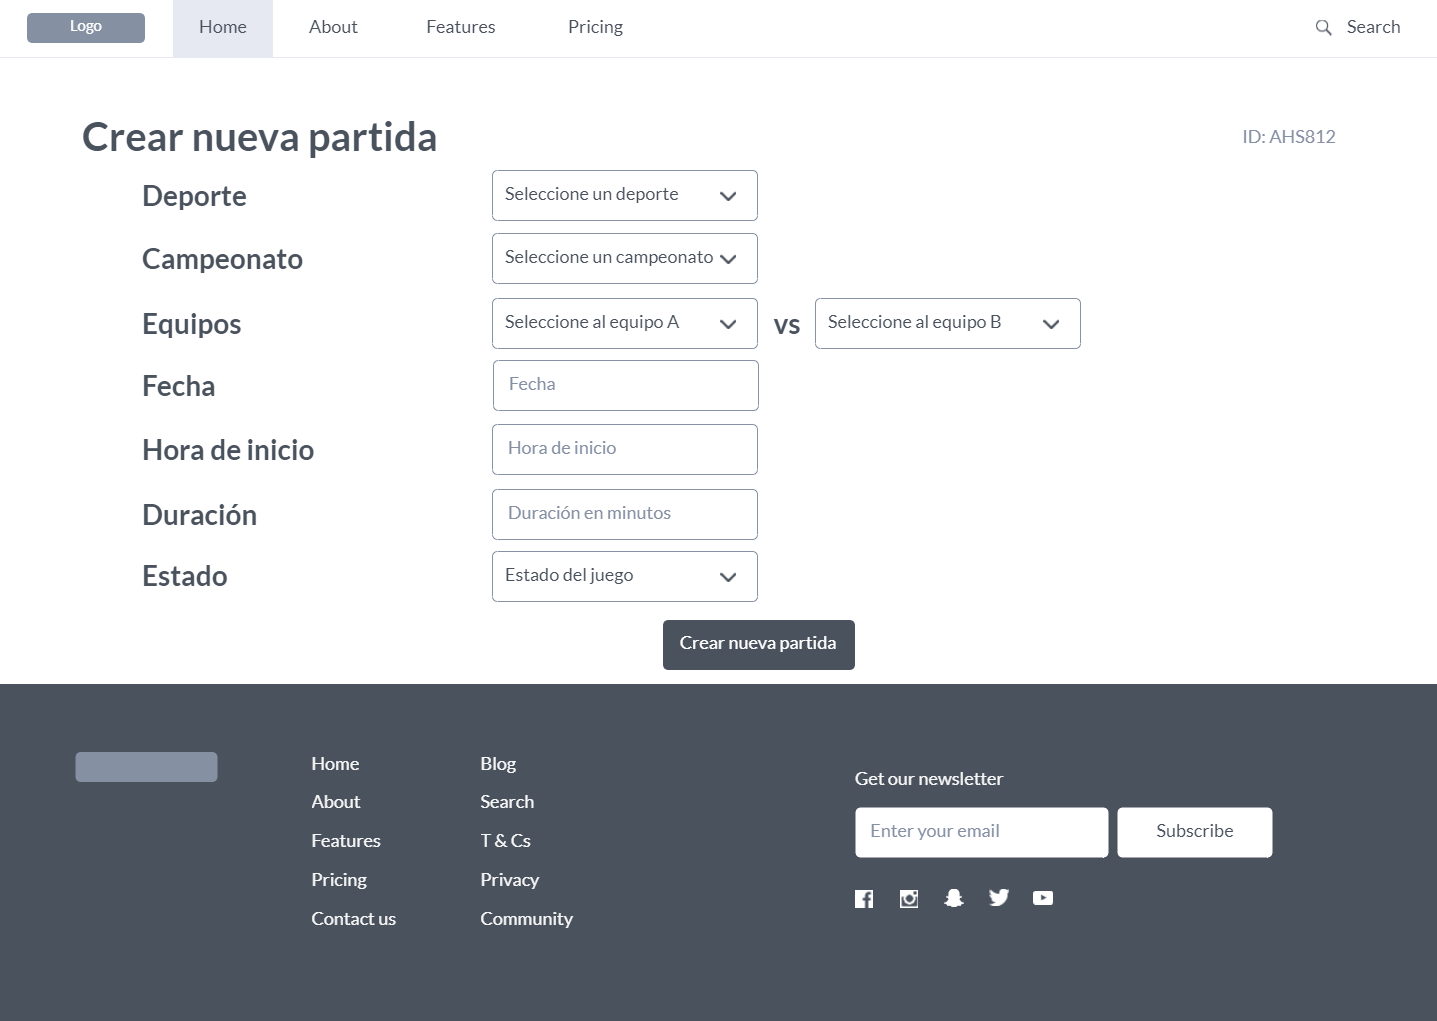 Logo
Home
About
Features
Pricing
Search
Crear nueva partida
ID: AHS812
Deporte
Seleccione un deporte
Campeonato
Seleccione un campeonato
Equipos
Seleccione al equipo A
vs
Seleccione al equipo B
Fecha
Fecha
Hora de inicio
Hora de inicio
Duración
Duración en minutos
Estado
Estado del juego
Crear nueva partida
Home
About
Features
Pricing
Contact us
Blog
Search
T & Cs
Privacy
Community
Get our newsletter
Enter your email
Subscribe